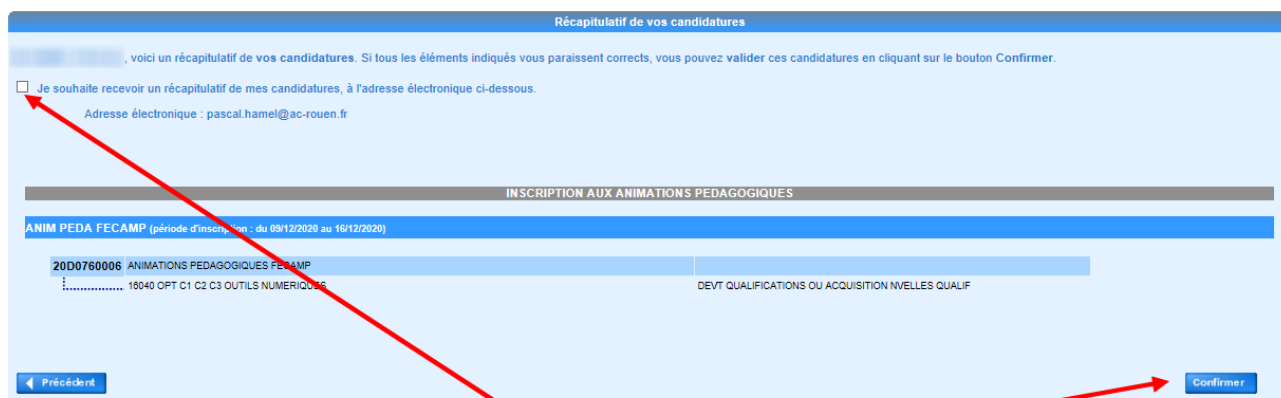 Récapitulatif de vos candidatures
, voici un récapitulatif de vos candidatures. Si tous les éléments indiqués vous paraissent corrects, vous pouvez valider ces candidatures en cliquant sur le bouton Confirmer.
Je souhaite recevoir un récapitulatif de mes candidatures, à l'adresse électronique ci-dessous.
Adresse électronique : pascal.hamel@ac-rouen.fr
INSCRIPTION AUX ANIMATIONS PEDAGOGIQUES
ANIM PEDA FECAMP (période d'inscription : du 09/12/2020 au 16/12/2020)
20D0760006 ANIMATIONS PEDAGOGIQUES FECAMP
16040 OPT C1 C2 C3 OUTILS NUMERIQUES DEVT QUALIFICATIONS OU ACQUISITION NVELLES QUALIF
Précédent Confirmer